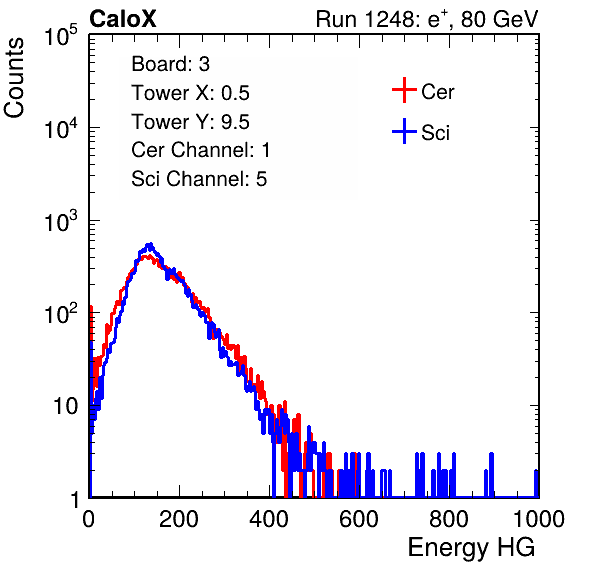 CaloX Run 1248: e⁺, 80 GeV
Counts
10⁵
10⁴
10³
10²
10
1
Board: 3
Tower X: 0.5
Tower Y: 9.5
Cer Channel: 1
Sci Channel: 5
Cer
Sci
0 200 400 600 800 1000
Energy HG